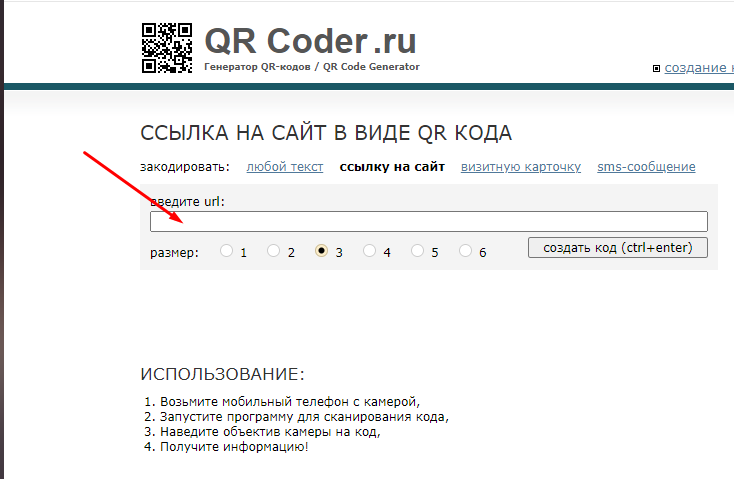 QR Coder.ru
Генератор QR-кодов / QR Code Generator
создание
ССЫЛКА НА САЙТ В ВИДЕ QR КОДА
закодировать: любой текст ссылку на сайт визитную карточку sms-сообщение
введите url:
размер: 1 2 3 4 5 6 создать код (ctrl+enter)
ИСПОЛЬЗОВАНИЕ:
1. Возьмите мобильный телефон с камерой,
2. Запустите программу для сканирования кода,
3. Наведите объектив камеры на код,
4. Получите информацию!